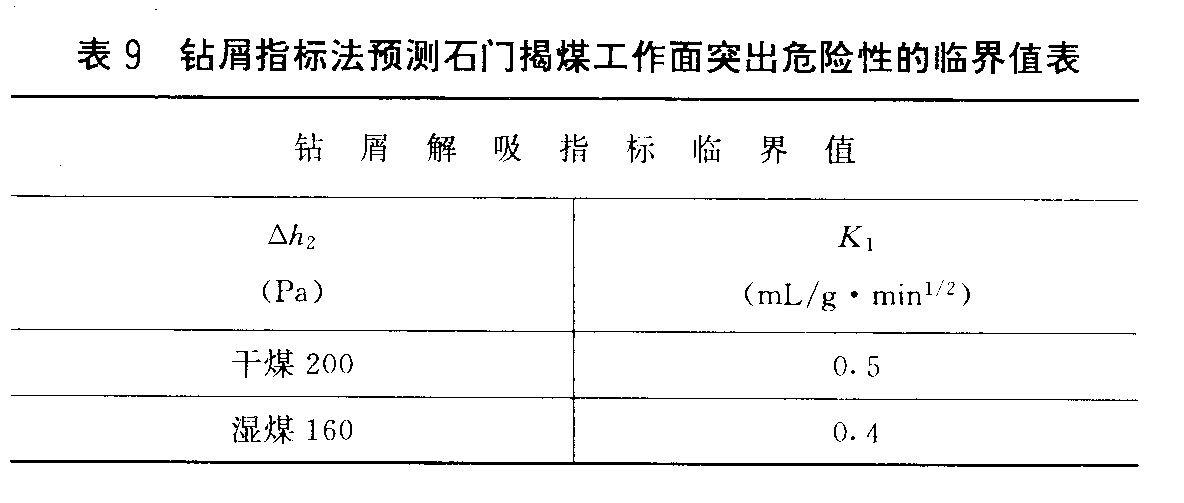 表 9 钻屑指标法预测石门揭煤工作面突出危险性的临界值表
钻屑解吸指标临界值
Δh₂ K₁
(Pa) (mL/g·min^{1/2})
干煤 200 0.5
湿煤 160 0.4